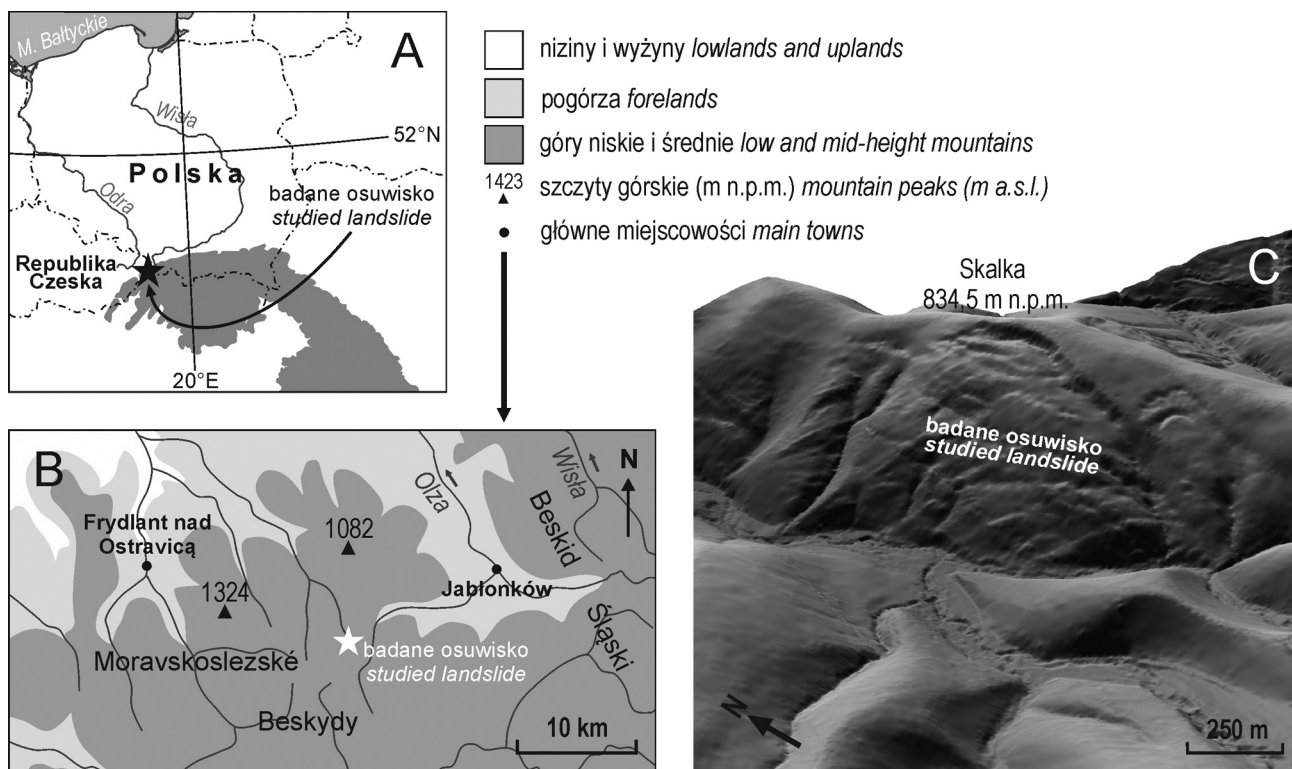 A
M. Bałtyckie
Wisła
52°N
Polska
Odra
badane osuwisko
studied landslide
Republika
Czeska
20°E
niziny i wyżyny lowlands and uplands
pogórza forelands
góry niskie i średnie low and mid-height mountains
1423
szczyty górskie (m n.p.m.) mountain peaks (m a.s.l.)
główne miejscowości main towns
B
Frydlant nad
Ostravicą
1324
1082
Olza
Wisła
N
Beskid
Śląski
Jabłonków
badane osuwisko
studied landslide
Moravskoslezské
Beskydy
10 km
C
Skalka
834,5 m n.p.m.
badane osuwisko
studied landslide
N
250 m